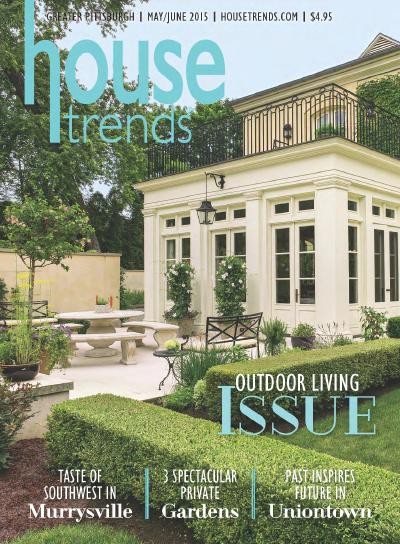 GREATER PITTSBURGH | MAY/JUNE 2015 | HOUSETRENDS.COM | $4.95
house
trends
OUTDOOR LIVING
ISSUE
TASTE OF
SOUTHWEST IN
Murrysville
3 SPECTACULAR
PRIVATE
Gardens
PAST INSPIRES
FUTURE IN
Uniontown